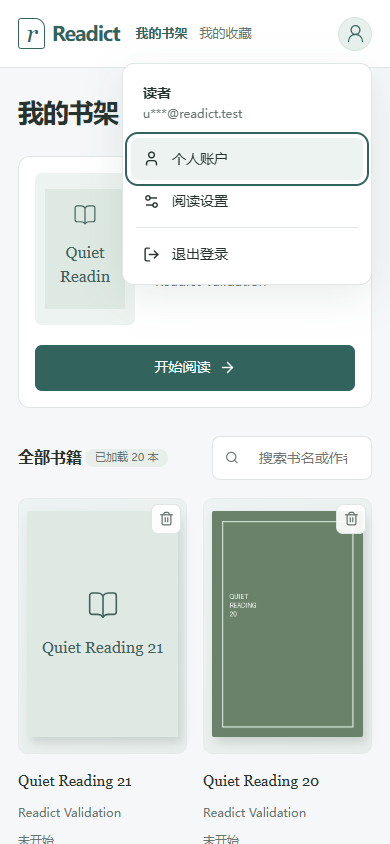 r Readict 我的书架 我的收藏
读者
u***@readict.test
我的书架
个人账户
阅读设置
退出登录
Quiet
Readin
Readict Validation
开始阅读
全部书籍 已加载 20 本
搜索书名或作者
Quiet Reading 21
QUIET
READING
20
Quiet Reading 21
Quiet Reading 20
Readict Validation
Readict Validation
未开始
未开始